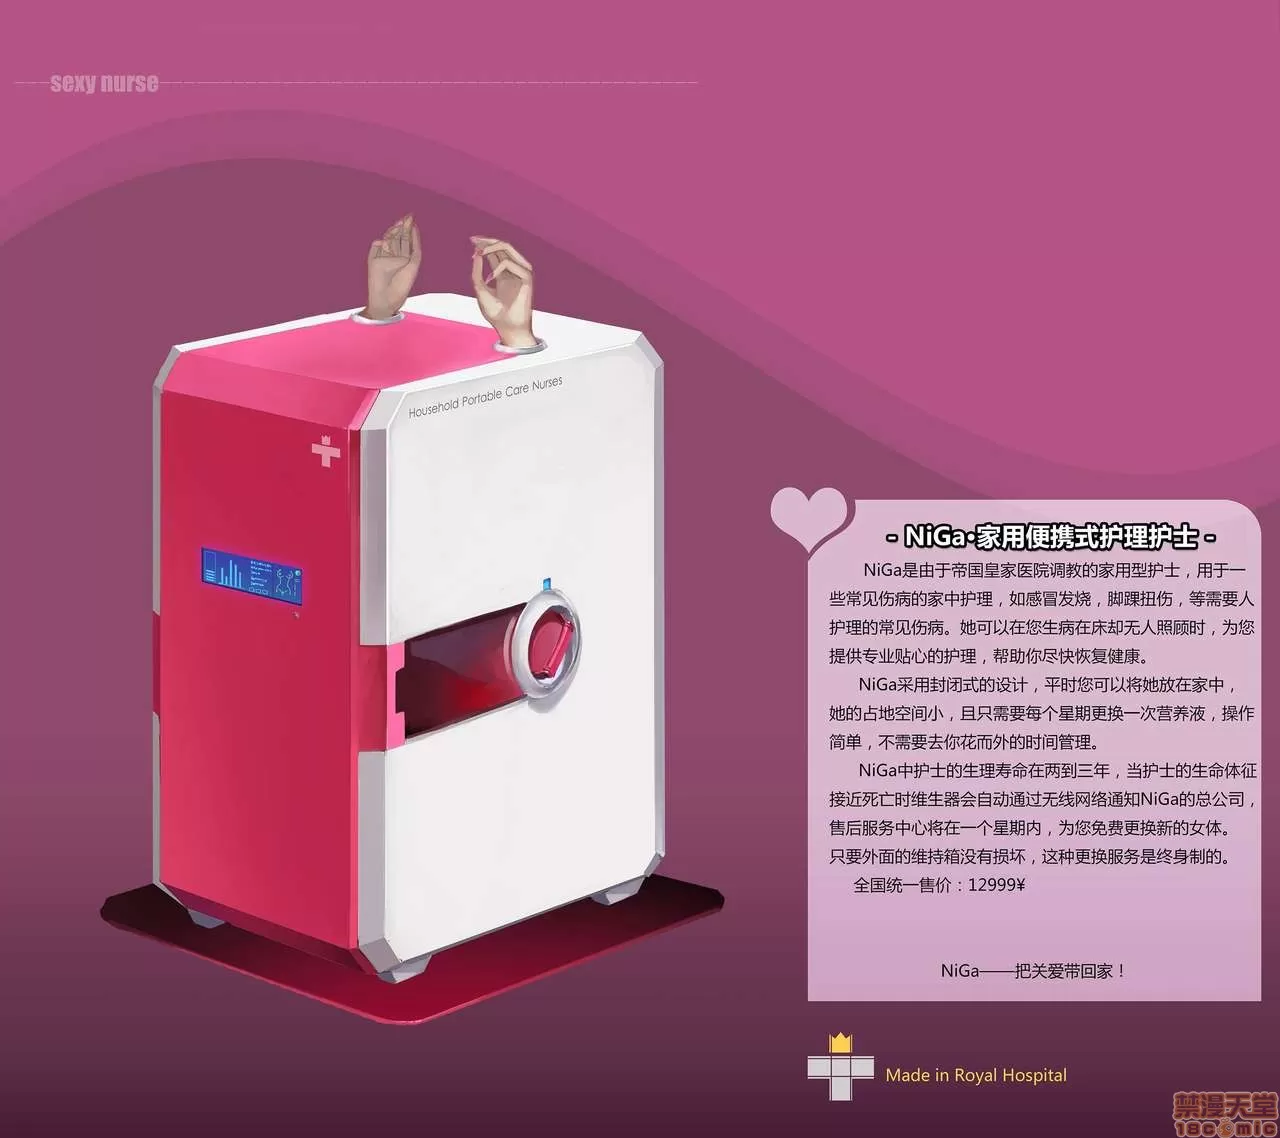 sexy nurse
Household Portable Care Nurses
- NiGa·家用便携式护理护士 -
NiGa是由于帝国皇家医院调教的家用型护士，用于一
些常见伤病的家中护理，如感冒发烧，脚踝扭伤，等需要人
护理的常见伤病。她可以在您生病在床却无人照顾时，为您
提供专业贴心的护理，帮助你尽快恢复健康。
NiGa采用封闭式的设计，平时您可以将她放在家中，
她的占地空间小，且只需要每个星期更换一次营养液，操作
简单，不需要去你花而外的时间管理。
NiGa中护士的生理寿命在两到三年，当护士的生命体征
接近死亡时维生器会自动通过无线网络通知NiGa的总公司，
售后服务中心将在一个星期内，为您免费更换新的女体。
只要外面的维持箱没有损坏，这种更换服务是终身制的。
全国统一售价：12999¥
NiGa——把关爱带回家！
Made in Royal Hospital
禁漫天堂
18comic